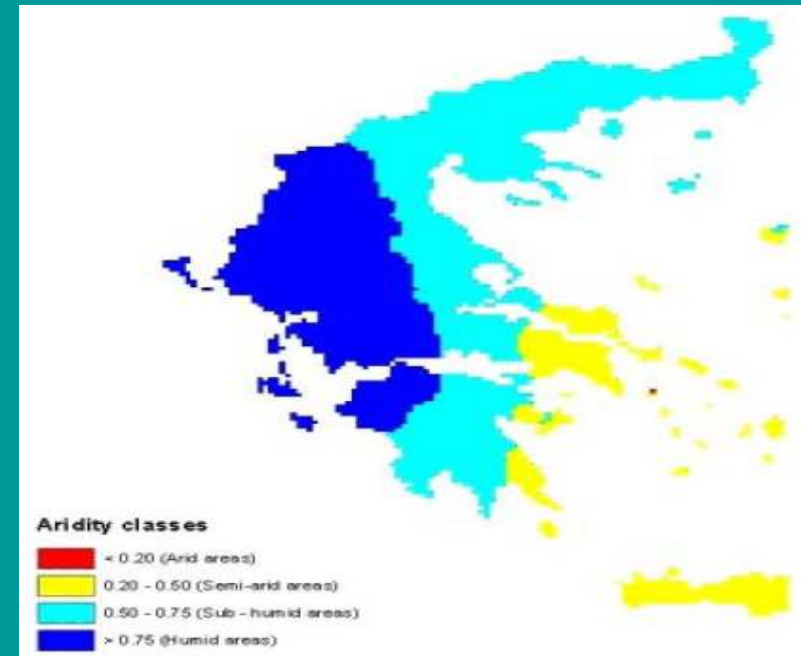 Aridity classes
< 0.20 (Arid areas)
0.20 - 0.50 (Semi-arid areas)
0.50 - 0.75 (Sub - humid areas)
> 0.75 (Humid areas)